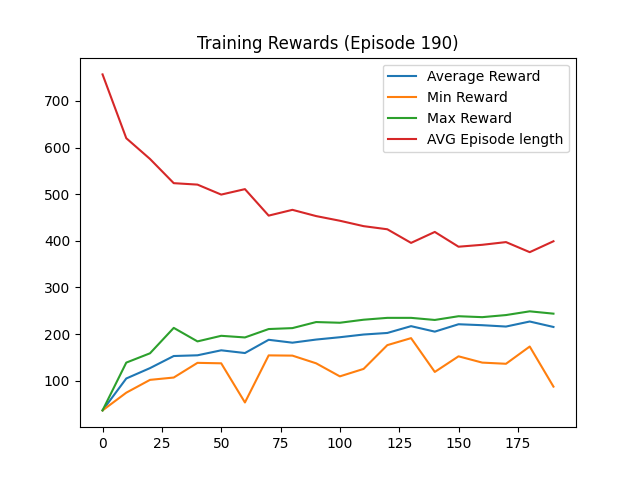 Training Rewards (Episode 190)
Average Reward
Min Reward
Max Reward
AVG Episode length
700
600
500
400
300
200
100
0 25 50 75 100 125 150 175